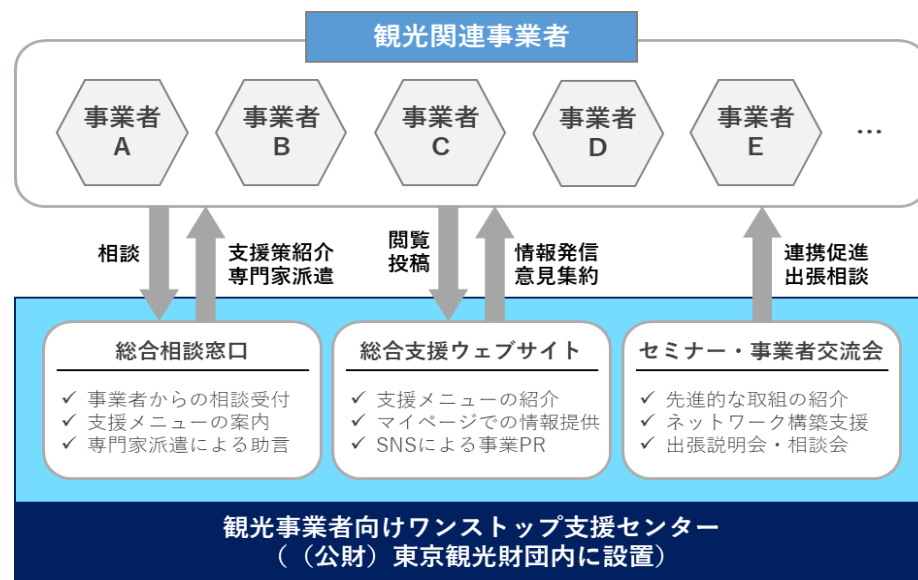 観光関連事業者
事業者
A
事業者
B
事業者
C
事業者
D
事業者
E
…
相談
支援策紹介
専門家派遣
閲覧
投稿
情報発信
意見集約
連携促進
出張相談
総合相談窓口
✓ 事業者からの相談受付
✓ 支援メニューの案内
✓ 専門家派遣による助言
総合支援ウェブサイト
✓ 支援メニューの紹介
✓ マイページでの情報提供
✓ SNSによる事業PR
セミナー・事業者交流会
✓ 先進的な取組の紹介
✓ ネットワーク構築支援
✓ 出張説明会・相談会
観光事業者向けワンストップ支援センター
（（公財）東京観光財団内に設置）